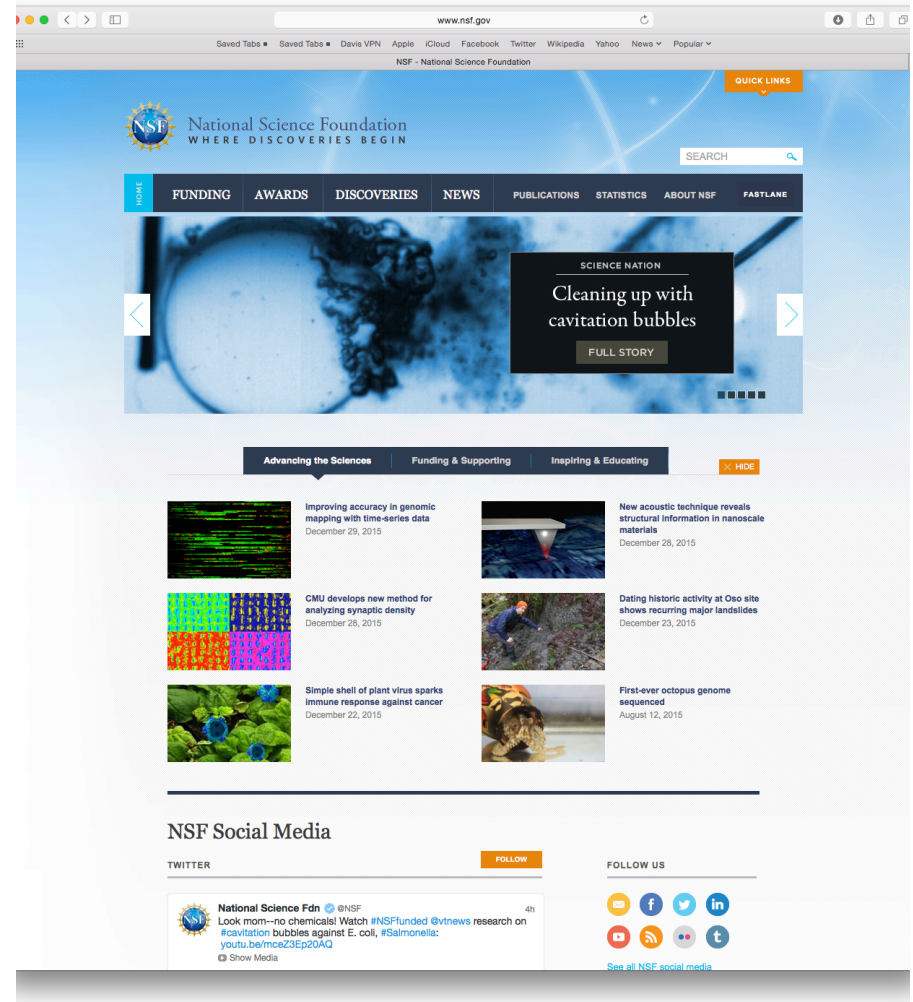 www.nsf.gov
Saved Tabs Saved Tabs Davis VPN Apple iCloud Facebook Twitter Wikipedia Yahoo News Popular
NSF - National Science Foundation
QUICK LINKS
NSF
National Science Foundation
WHERE DISCOVERIES BEGIN
SEARCH
HOME
FUNDING AWARDS DISCOVERIES NEWS PUBLICATIONS STATISTICS ABOUT NSF FASTLANE
SCIENCE NATION
Cleaning up with
cavitation bubbles
FULL STORY
Advancing the Sciences Funding & Supporting Inspiring & Educating
HIDE
Improving accuracy in genomic
mapping with time-series data
December 29, 2015
New acoustic technique reveals
structural information in nanoscale
materials
December 28, 2015
CMU develops new method for
analyzing synaptic density
December 28, 2015
Dating historic activity at Oso site
shows recurring major landslides
December 23, 2015
Simple shell of plant virus sparks
immune response against cancer
December 22, 2015
First-ever octopus genome
sequenced
August 12, 2015
NSF Social Media
TWITTER
FOLLOW
FOLLOW US
NSF
National Science Fdn @NSF 4h
Look mom--no chemicals! Watch #NSFfunded @vtnews research on
#cavitation bubbles against E. coli, #Salmonella:
youtu.be/mceZ3Ep20AQ
Show Media
See all NSF social media